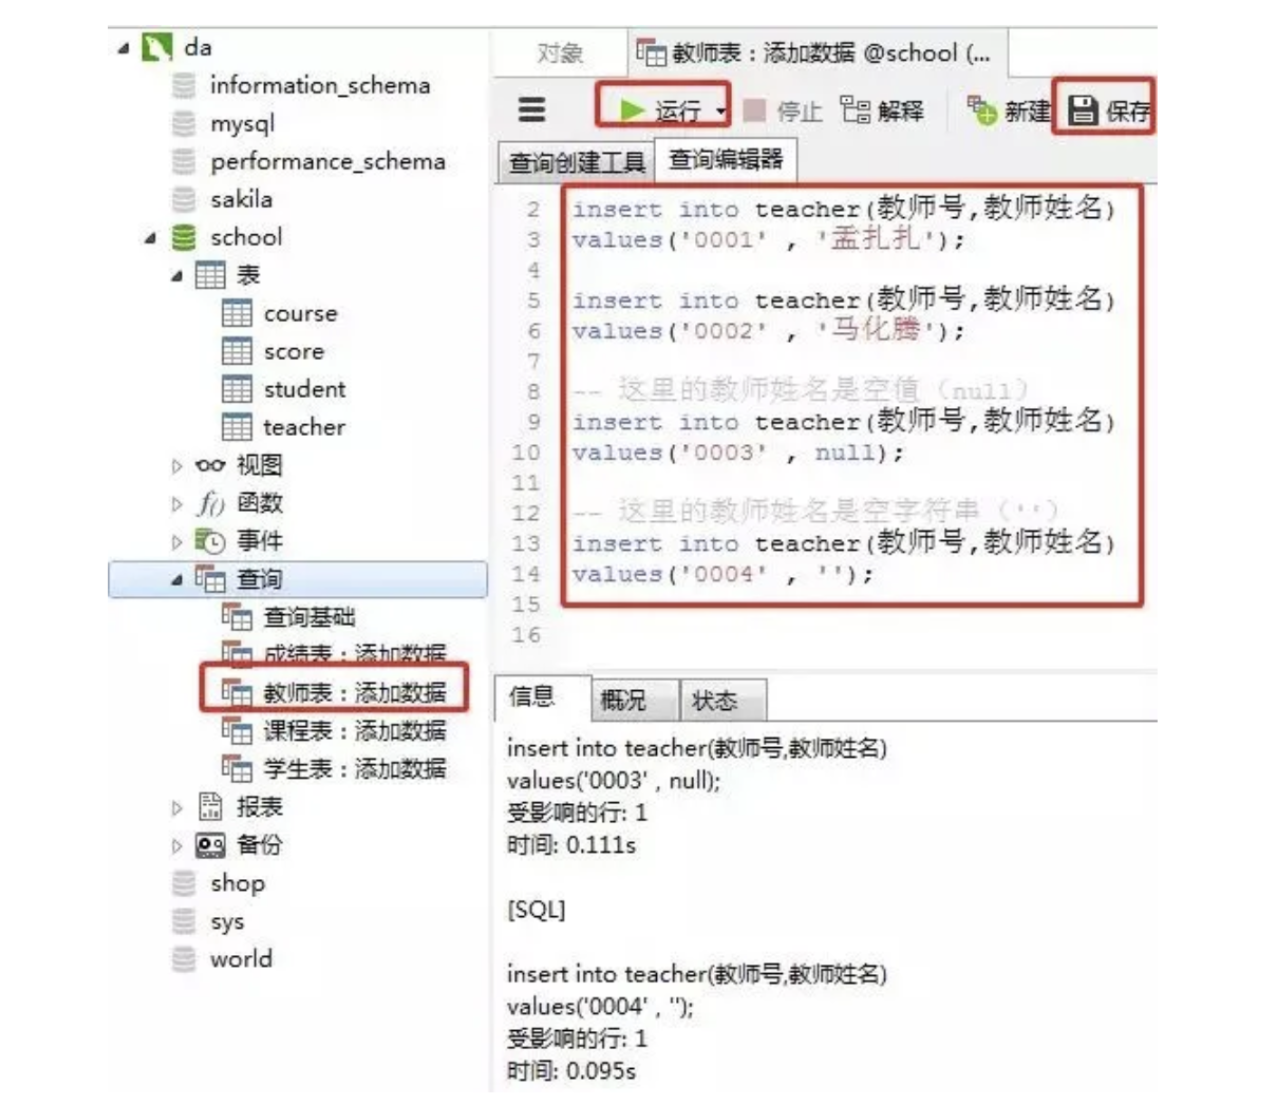 da
information_schema
mysql
performance_schema
sakila
school
表
course
score
student
teacher
视图
f() 函数
事件
查询
查询基础
成绩表：添加数据
教师表：添加数据
课程表：添加数据
学生表：添加数据
报表
备份
shop
sys
world
对象 教师表：添加数据 @school (...
运行 停止 解释 新建 保存
查询创建工具 查询编辑器
2 insert into teacher(教师号,教师姓名)
3 values('0001' , '孟扎扎');
4
5 insert into teacher(教师号,教师姓名)
6 values('0002' , '马化腾');
7
8 -- 这里的教师姓名是空值（null）
9 insert into teacher(教师号,教师姓名)
10 values('0003' , null);
11
12 -- 这里的教师姓名是空字符串（''）
13 insert into teacher(教师号,教师姓名)
14 values('0004' , '');
15
16
信息 概况 状态
insert into teacher(教师号,教师姓名)
values('0003' , null);
受影响的行: 1
时间: 0.111s
[SQL]
insert into teacher(教师号,教师姓名)
values('0004' , '');
受影响的行: 1
时间: 0.095s